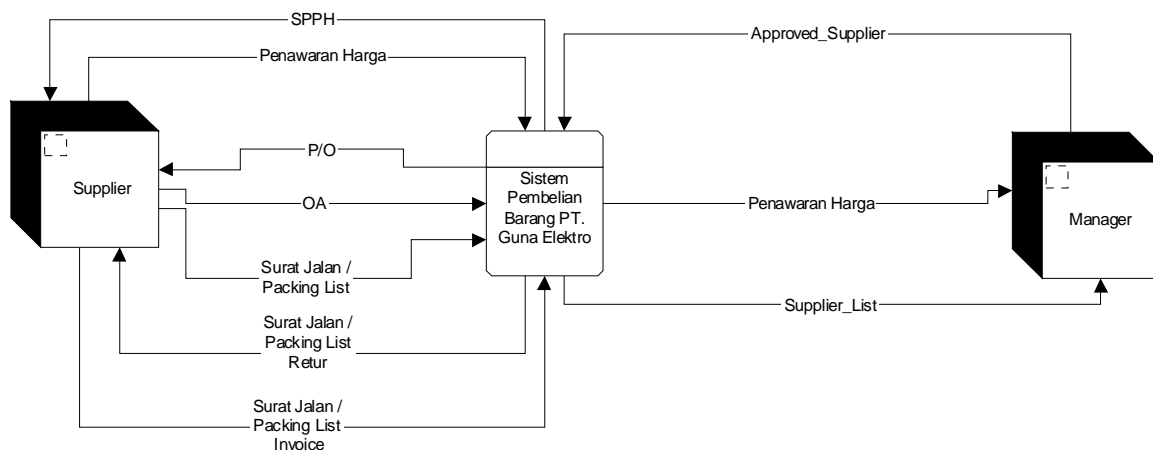 SPPH
Approved_Supplier
Penawaran Harga
P/O
Supplier
Sistem
Pembelian
Barang PT.
Guna Elektro
OA
Penawaran Harga
Manager
Surat Jalan /
Packing List
Supplier_List
Surat Jalan /
Packing List
Retur
Surat Jalan /
Packing List
Invoice